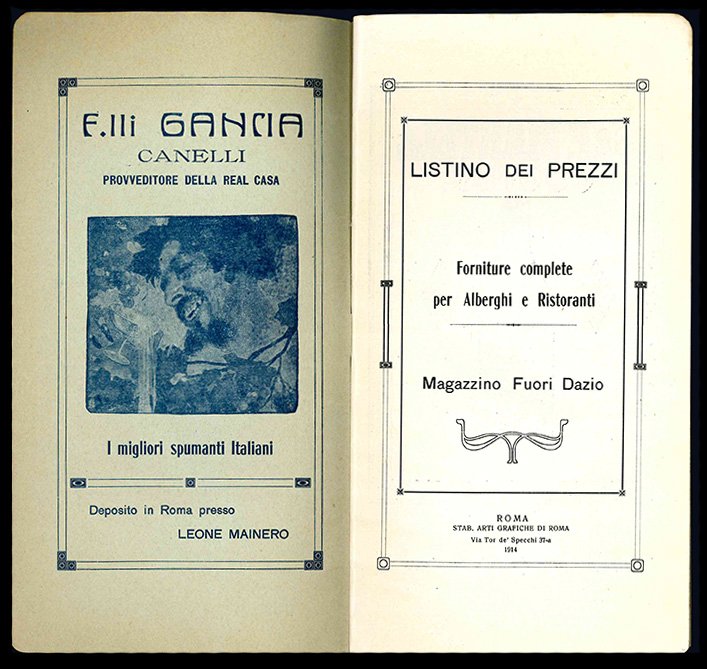 F.lli GANCIA
CANELLI
PROVVEDITORE DELLA REAL CASA
I migliori spumanti Italiani
Deposito in Roma presso
LEONE MAINERO
LISTINO DEI PREZZI
Forniture complete
per Alberghi e Ristoranti
Magazzino Fuori Dazio
ROMA
STAB. ARTI GRAFICHE DI ROMA
Via Tor de' Specchi 37-a
1914